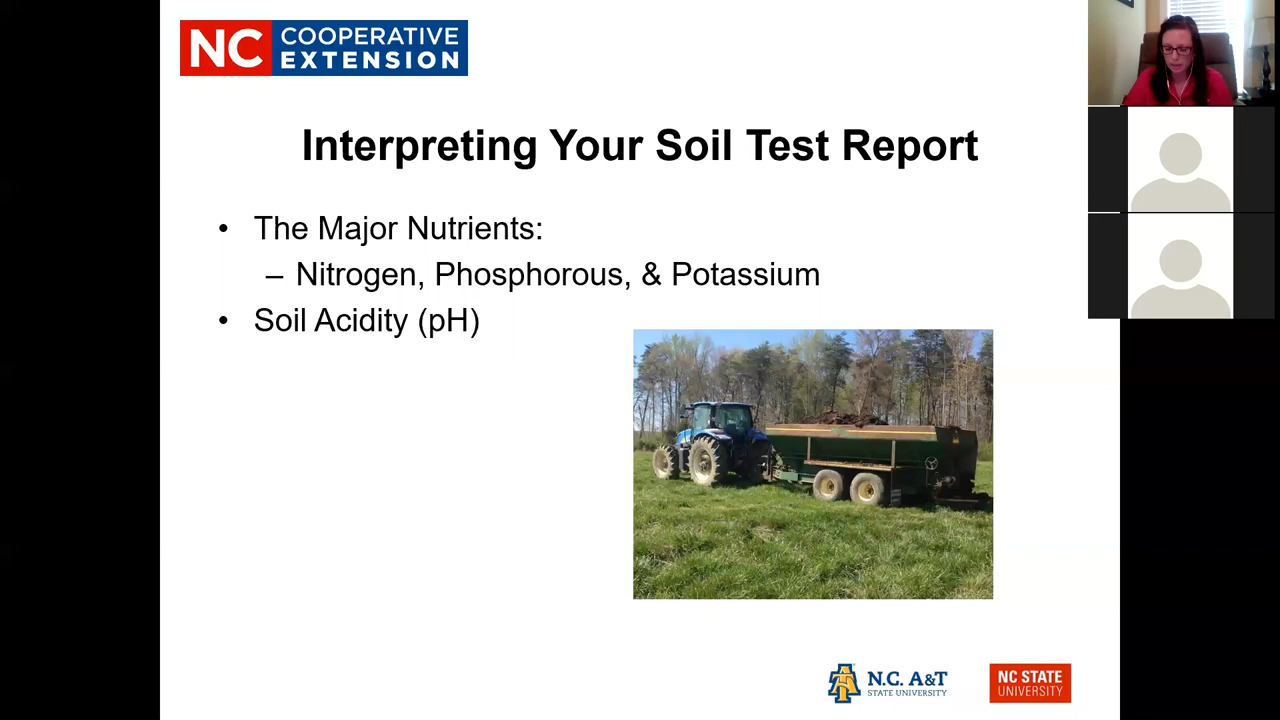 NC COOPERATIVE
EXTENSION
Interpreting Your Soil Test Report
• The Major Nutrients:
– Nitrogen, Phosphorous, & Potassium
• Soil Acidity (pH)
N.C. A&T
STATE UNIVERSITY
NC STATE
UNIVERSITY